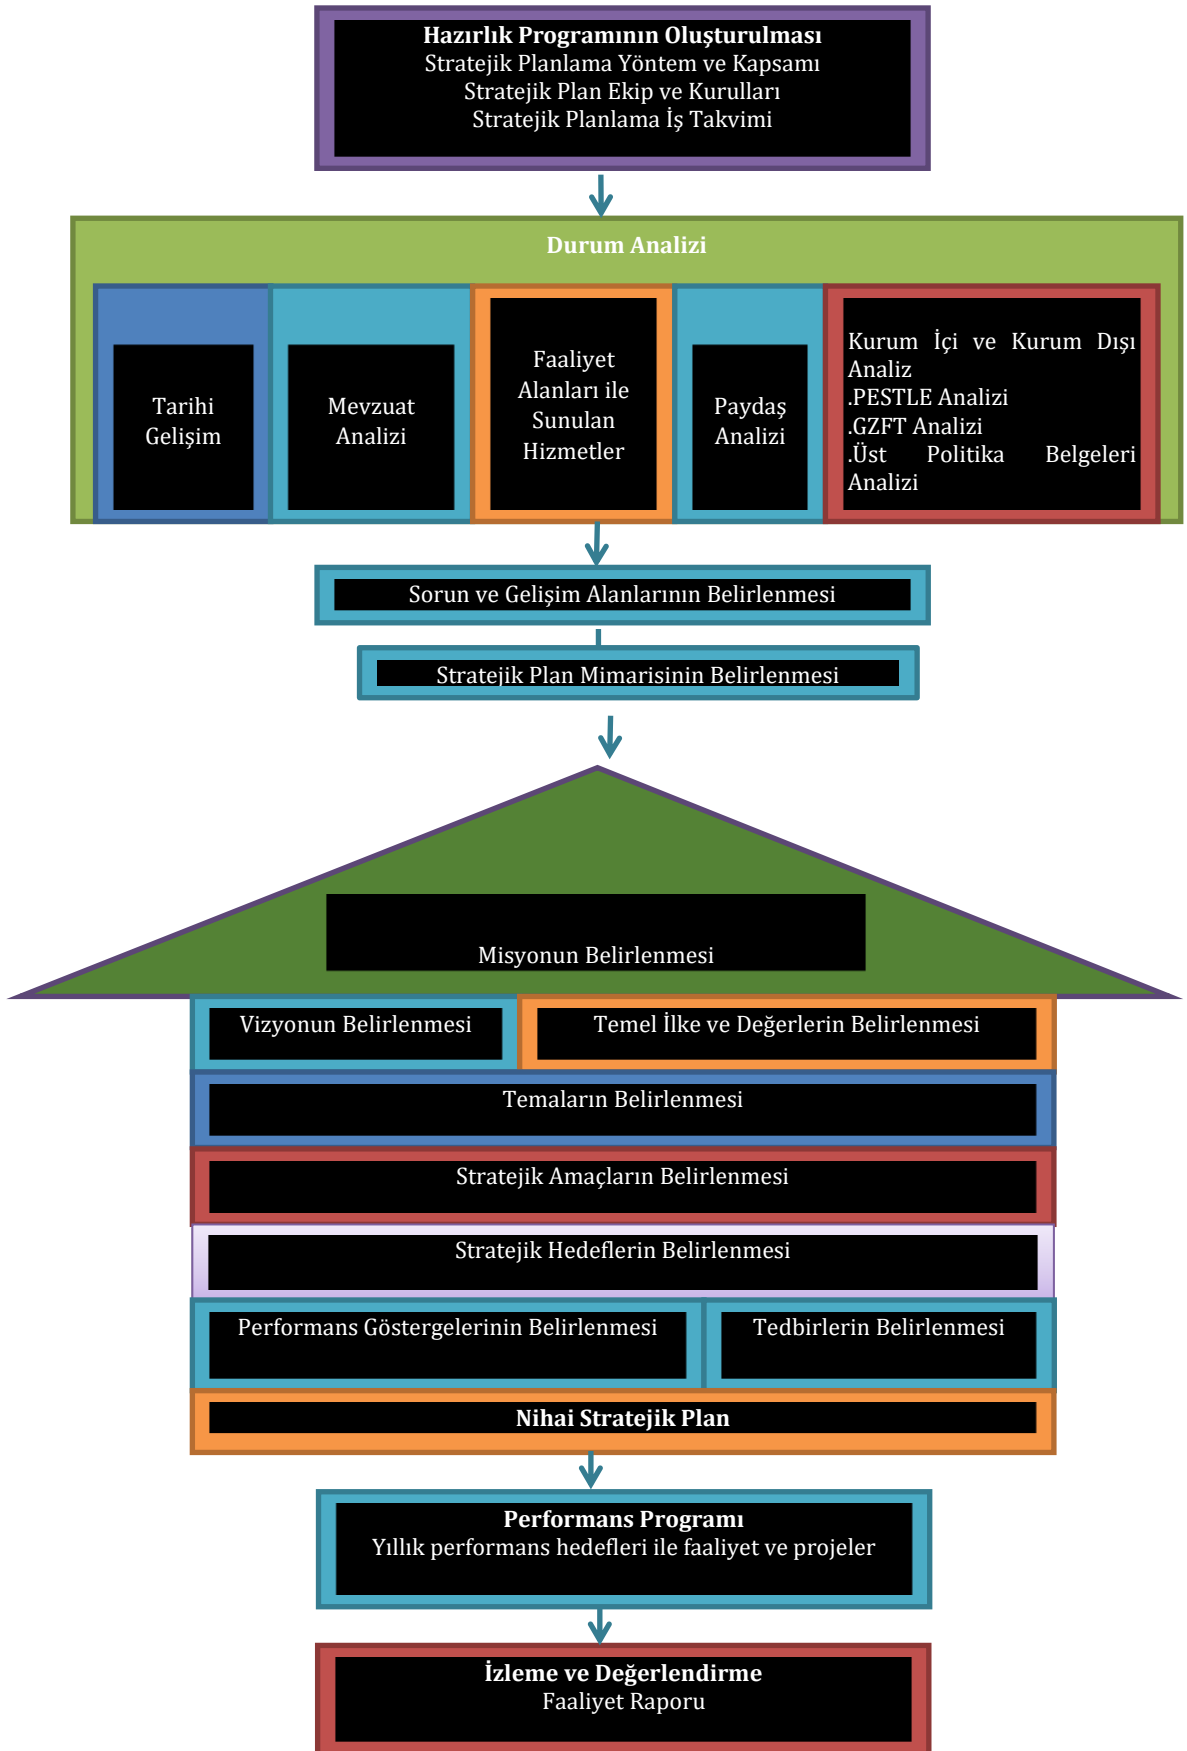 Hazırlık Programının Oluşturulması
Stratejik Planlama Yöntem ve Kapsamı
Stratejik Plan Ekip ve Kurulları
Stratejik Planlama İş Takvimi
Durum Analizi
Tarihi
Gelişim
Mevzuat
Analizi
Faaliyet
Alanları ile
Sunulan
Hizmetler
Paydaş
Analizi
Kurum İçi ve Kurum Dışı
Analiz
.PESTLE Analizi
.GZFT Analizi
.Üst Politika Belgeleri
Analizi
Sorun ve Gelişim Alanlarının Belirlenmesi
Stratejik Plan Mimarisinin Belirlenmesi
Misyonun Belirlenmesi
Vizyonun Belirlenmesi
Temel İlke ve Değerlerin Belirlenmesi
Temaların Belirlenmesi
Stratejik Amaçların Belirlenmesi
Stratejik Hedeflerin Belirlenmesi
Performans Göstergelerinin Belirlenmesi
Tedbirlerin Belirlenmesi
Nihai Stratejik Plan
Performans Programı
Yıllık performans hedefleri ile faaliyet ve projeler
İzleme ve Değerlendirme
Faaliyet Raporu